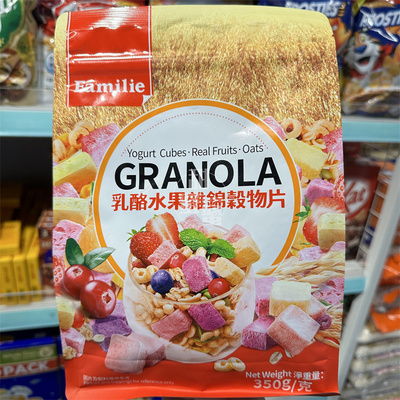 Familie
Yogurt Cubes · Real Fruits · Oats
GRANOLA
乳酪水果雜錦穀物片
Net Weight 淨重量:
350g/克
PACK